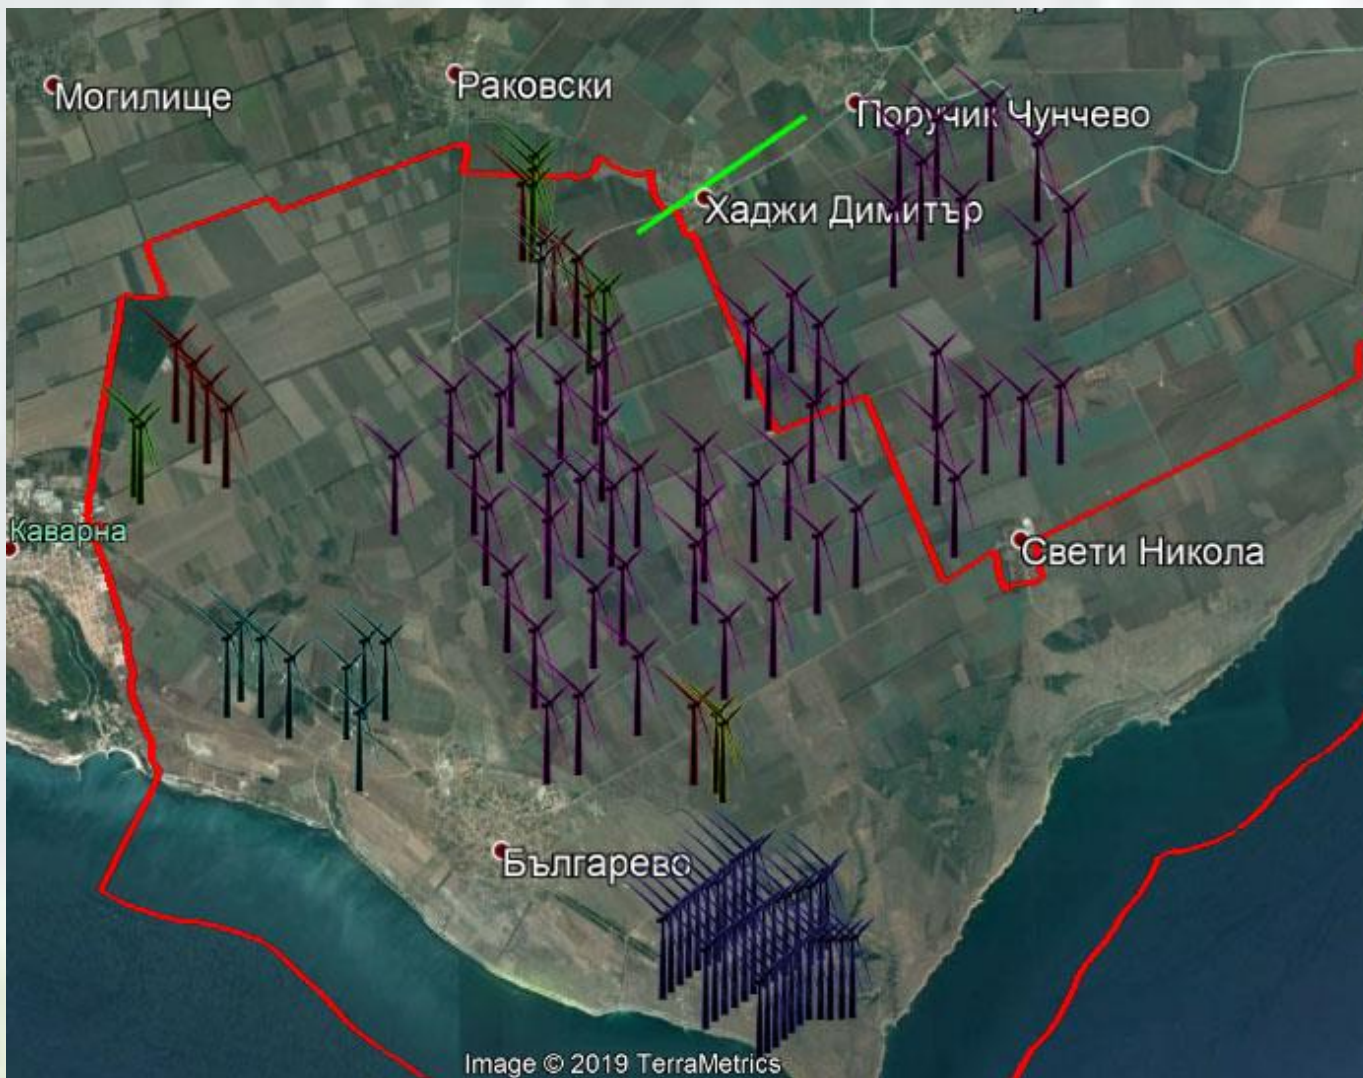 Могилище
Раковски
Поручик Чунчево
Хаджи Димитър
Каварна
Свети Никола
Българево
Image © 2019 TerraMetrics